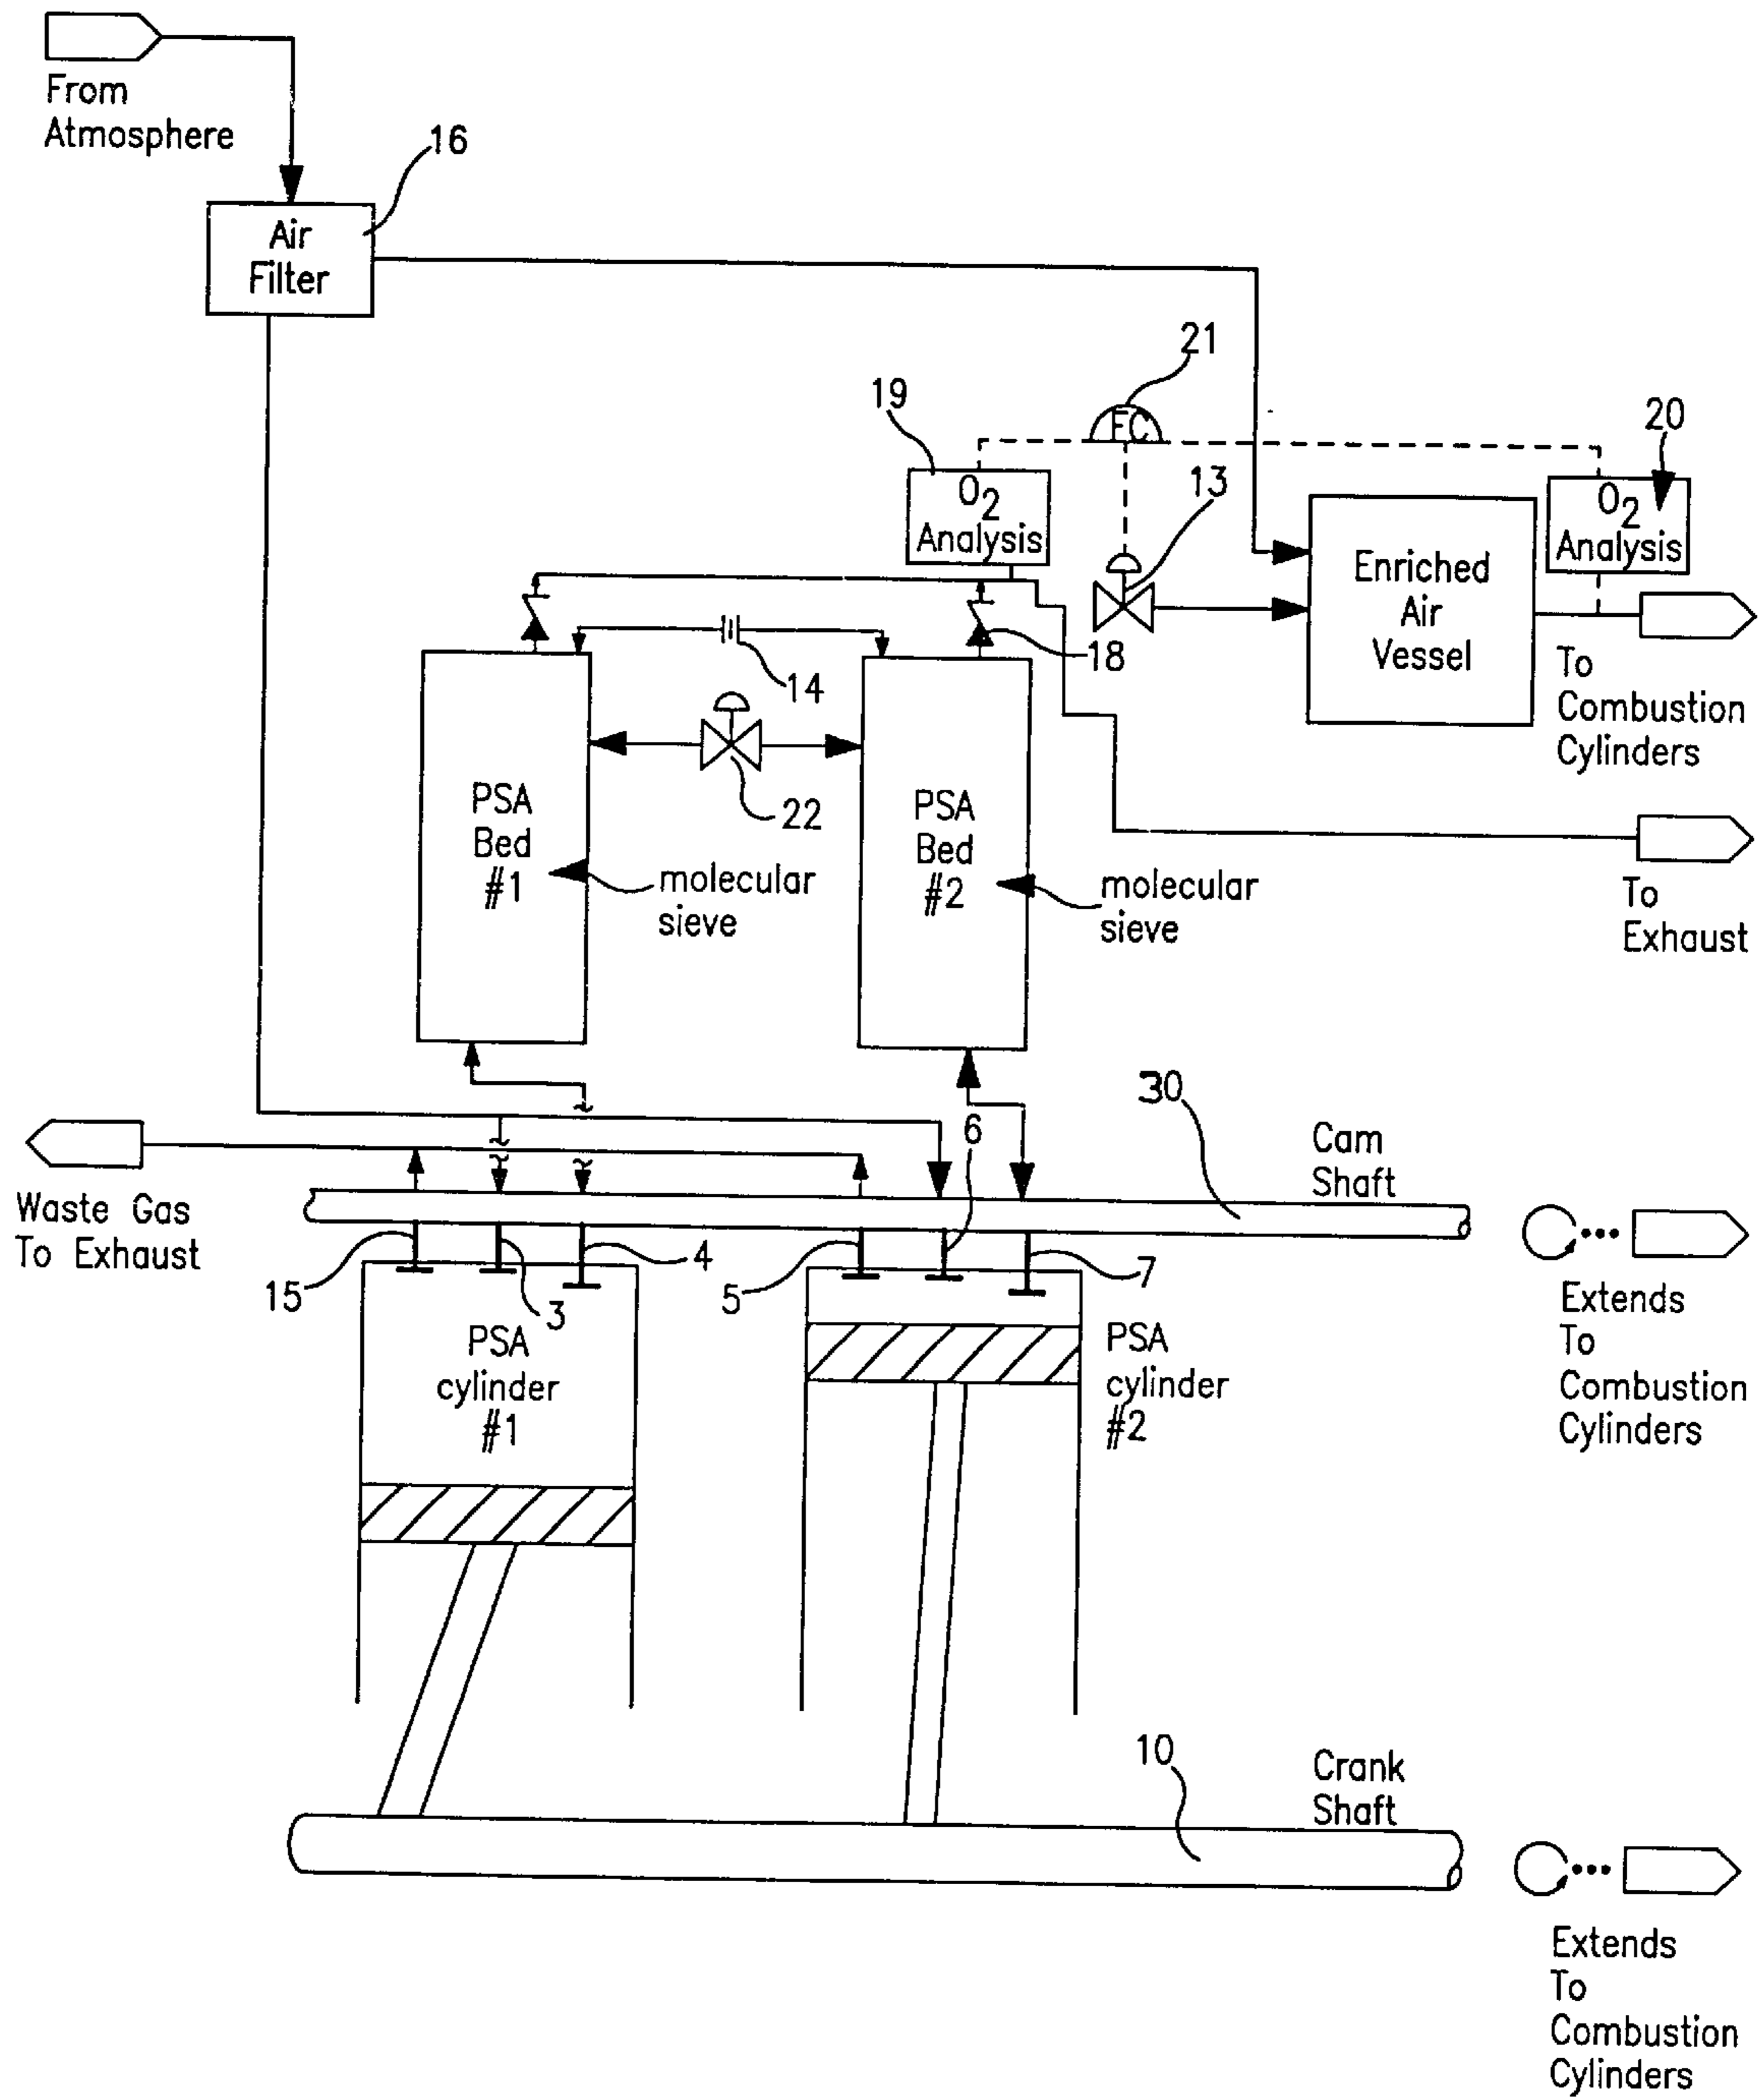 From
Atmosphere
16
Air
Filter
21
FC
19
O2
Analysis
13
20
O2
Analysis
Enriched
Air
Vessel
18
14
To
Combustion
Cylinders
22
PSA
Bed
#1
molecular
sieve
PSA
Bed
#2
molecular
sieve
To
Exhaust
30
6
Cam
Shaft
Waste Gas
To Exhaust
15
3
4
5
7
PSA
cylinder
#1
PSA
cylinder
#2
Extends
To
Combustion
Cylinders
10
Crank
Shaft
Extends
To
Combustion
Cylinders